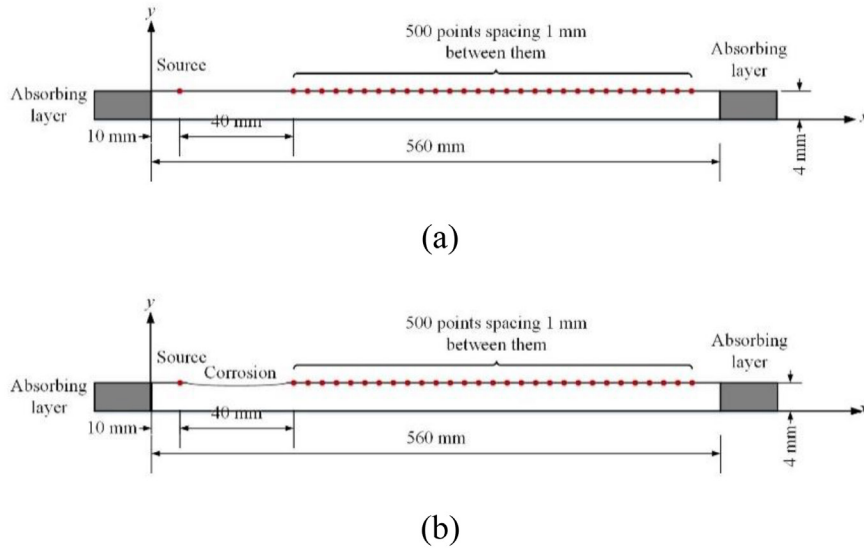 y
500 points spacing 1 mm
between them
Source
Absorbing
layer
Absorbing
layer
10 mm
40 mm
560 mm
4 mm
x
(a)
y
500 points spacing 1 mm
between them
Source
Corrosion
Absorbing
layer
Absorbing
layer
10 mm
40 mm
560 mm
4 mm
x
(b)